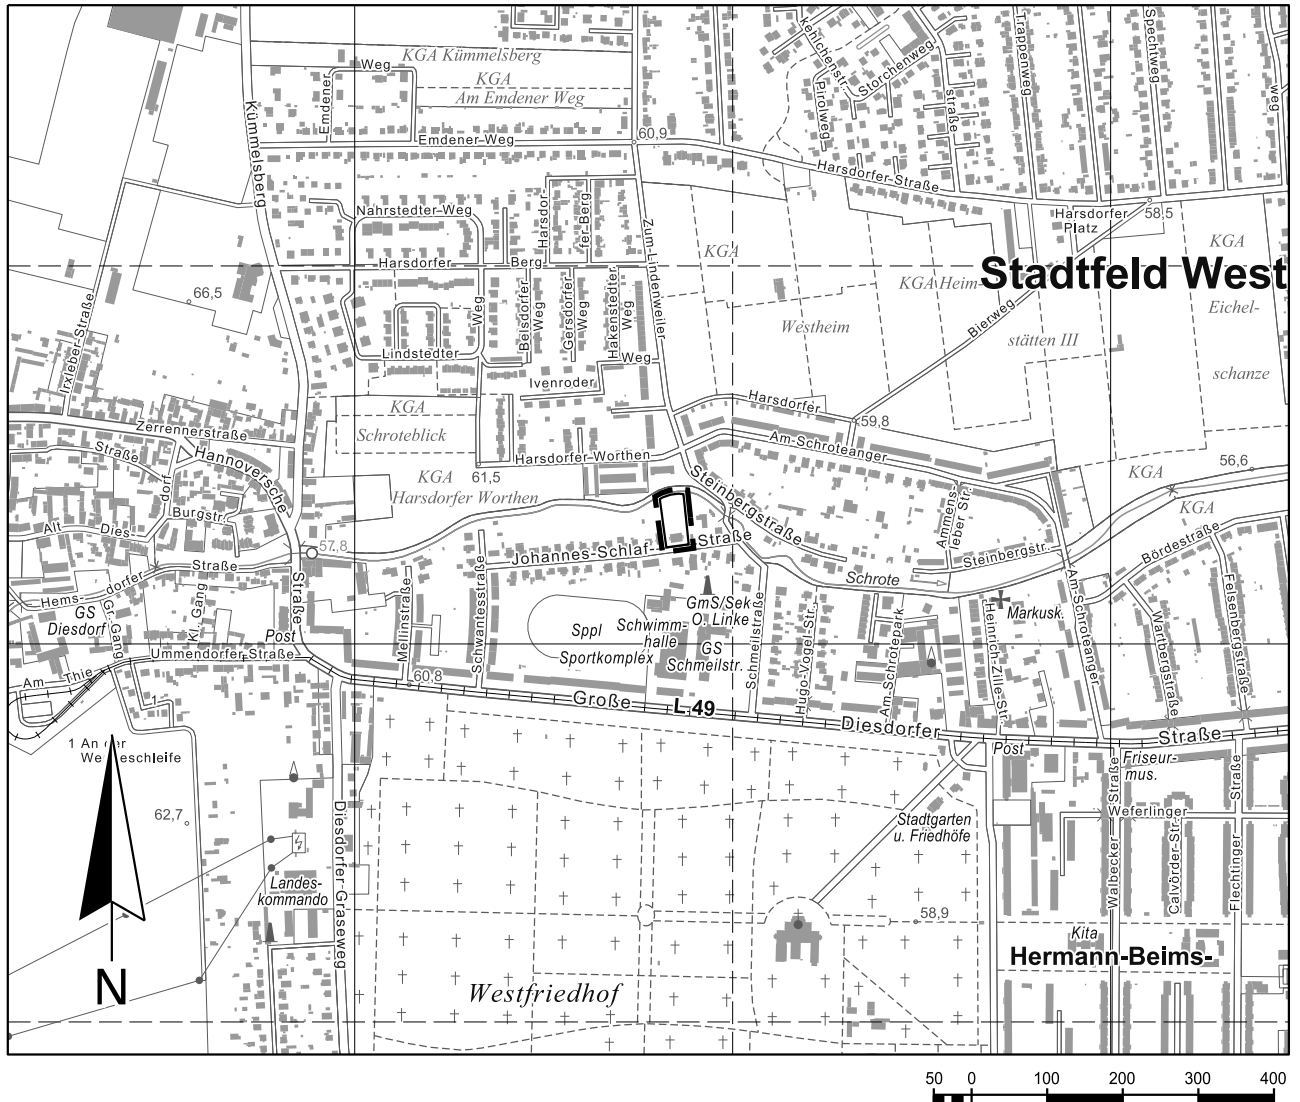 KGA Kümmelsberg
Weg
KGA
Am Emdener Weg
Emdener
Emdener Weg
60,9
Kümmelsberg
kehlchenstr.
Storchenweg
Pirolweg
straße
Trappenweg
Spechtweg
weg
Harsdorfer-Straße
Harsdorfer
Platz
58,5
Nahrstedter-Weg
Harsdor-
fer-Berg
Zum-Lindenweiler
KGA
KGA
Harsdorfer
Berg
Stadtfeld West
KGA Heim-
66,5
Irxleber-Straße
Weg
Belsdorfer
Weg
Gersdorfer
Weg
Hakenstedter
Weg
Westheim
Bierweg
stätten III
Eichel-
schanze
Lindstedter
Weg
Ivenroder
KGA
Schroteblick
Harsdorfer
59,8
Zerrennerstraße
Straße
Hannoversche
dorf
Am-Schroteanger
Harsdorfer Worthen
61,5
KGA
Harsdorfer Worthen
Steinbergstraße
KGA
56,6
KGA
Burgstr.
Alt
Dies-
57,8
Ammens-
leber Str.
Bördestraße
Johannes-Schlaf-
Straße
Steinbergstr.
Straße
dorfer
Hems-
GS
Diesdorf
Gr. Gang
Kl. Gang
Straße
Post
Mellinstraße
Schwantesstraße
Schrote
GmS/Sek
O. Linke
Schwimm-
halle
Sppl
Sportkomplex
GS
Schmeilstr.
Schmeilstraße
Hugo-Vogel-Str.
Am-Schrotepark
Heinrich-Zille-Str.
Markusk.
Am-Schroteanger
Wartbergstraße
Felsenbergstraße
Ummendorfer-Straße
Am
Thie
60,8
Große
L 49
Diesdorfer
Straße
1
1 An der
Wendeschleife
Post
Friseur-
mus.
62,7
Diesdorfer-Graseweg
Stadtgarten
u. Friedhöfe
Weferlinger
Walbecker
Straße
Calvörder-Str.
Flechtinger
Straße
Landes-
kommando
58,9
Kita
Hermann-Beims-
N
Westfriedhof
50 0 100 200 300 400